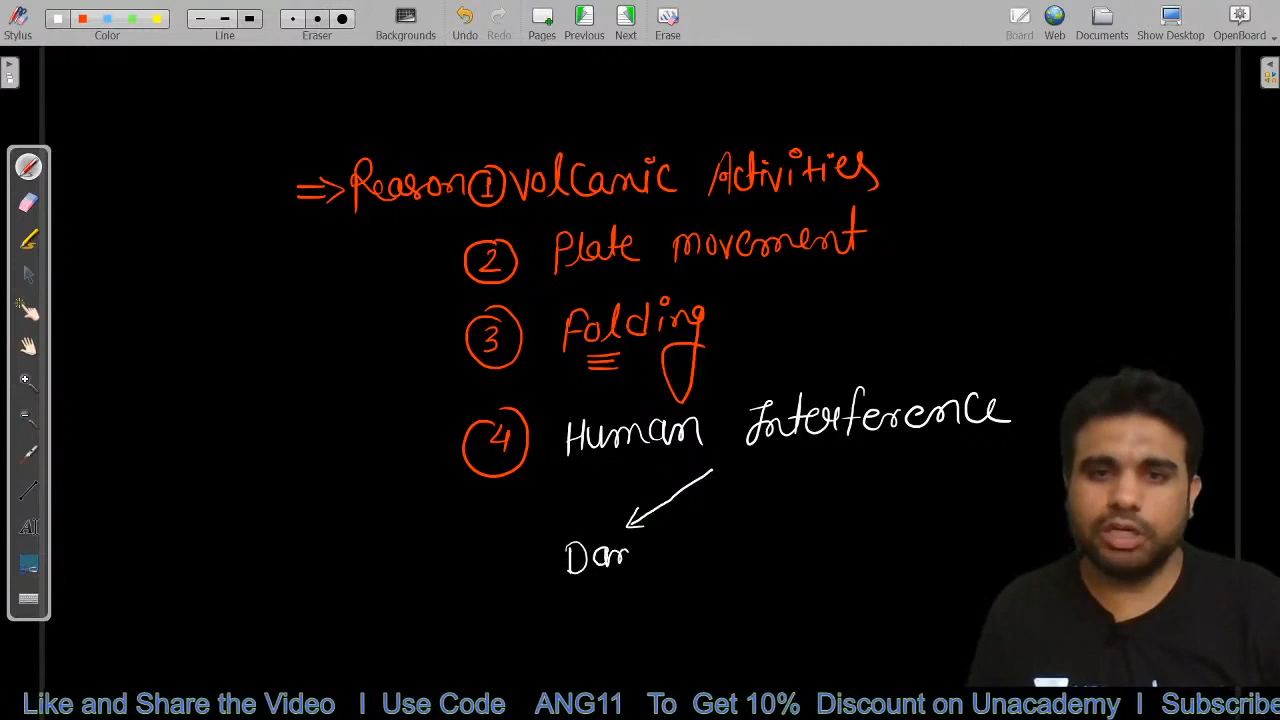 Stylus Color Line Eraser Backgrounds Undo Redo Pages Previous Next Erase Board Web Documents Show Desktop OpenBoard
⇒ Reason ① volcanic Activities
② Plate movement
③ Folding
④ Human Interference
Dam
Like and Share the Video I Use Code ANG11 To Get 10% Discount on Unacademy I Subscribe